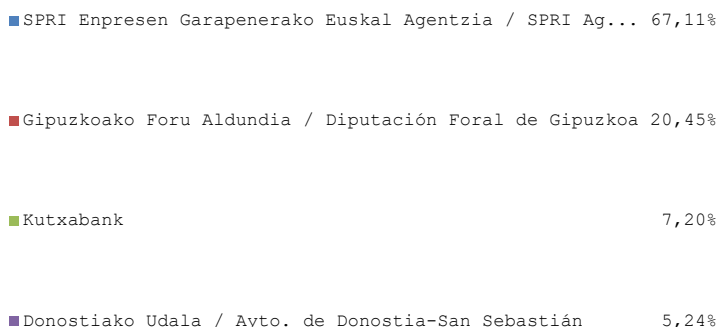 SPRI Enpresen Garapenerako Euskal Agentzia / SPRI Ag... 67,11%
Gipuzkoako Foru Aldundia / Diputación Foral de Gipuzkoa 20,45%
Kutxabank 7,20%
Donostiako Udala / Ayto. de Donostia-San Sebastián 5,24%